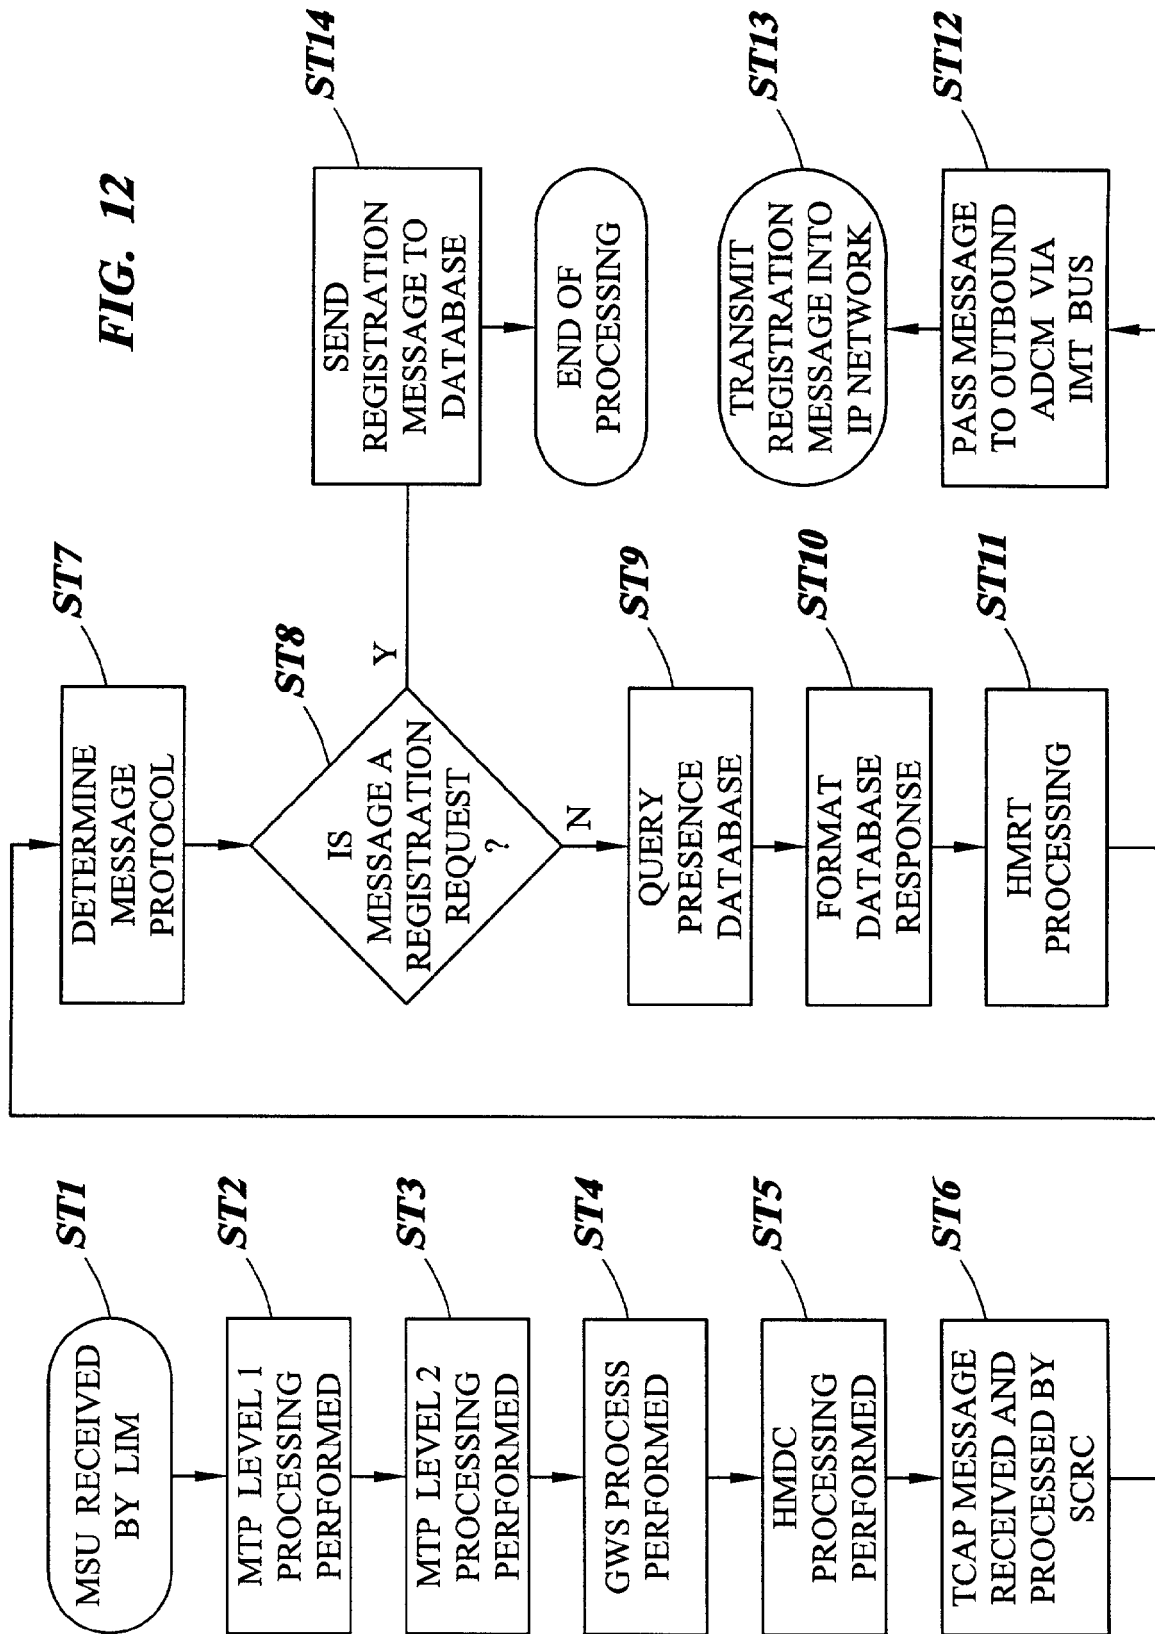 FIG. 12
ST1
MSU RECEIVED
BY LIM
ST2
MTP LEVEL 1
PROCESSING
PERFORMED
ST3
MTP LEVEL 2
PROCESSING
PERFORMED
ST4
GWS PROCESS
PERFORMED
ST5
HMDC
PROCESSING
PERFORMED
ST6
TCAP MESSAGE
RECEIVED AND
PROCESSED BY
SCRC
ST7
DETERMINE
MESSAGE
PROTOCOL
ST8
IS
MESSAGE A
REGISTRATION
REQUEST
?
Y
N
ST9
QUERY
PRESENCE
DATABASE
ST10
FORMAT
DATABASE
RESPONSE
ST11
HMRT
PROCESSING
ST14
SEND
REGISTRATION
MESSAGE TO
DATABASE
END OF
PROCESSING
ST13
TRANSMIT
REGISTRATION
MESSAGE INTO
IP NETWORK
ST12
PASS MESSAGE
TO OUTBOUND
ADCM VIA
IMT BUS